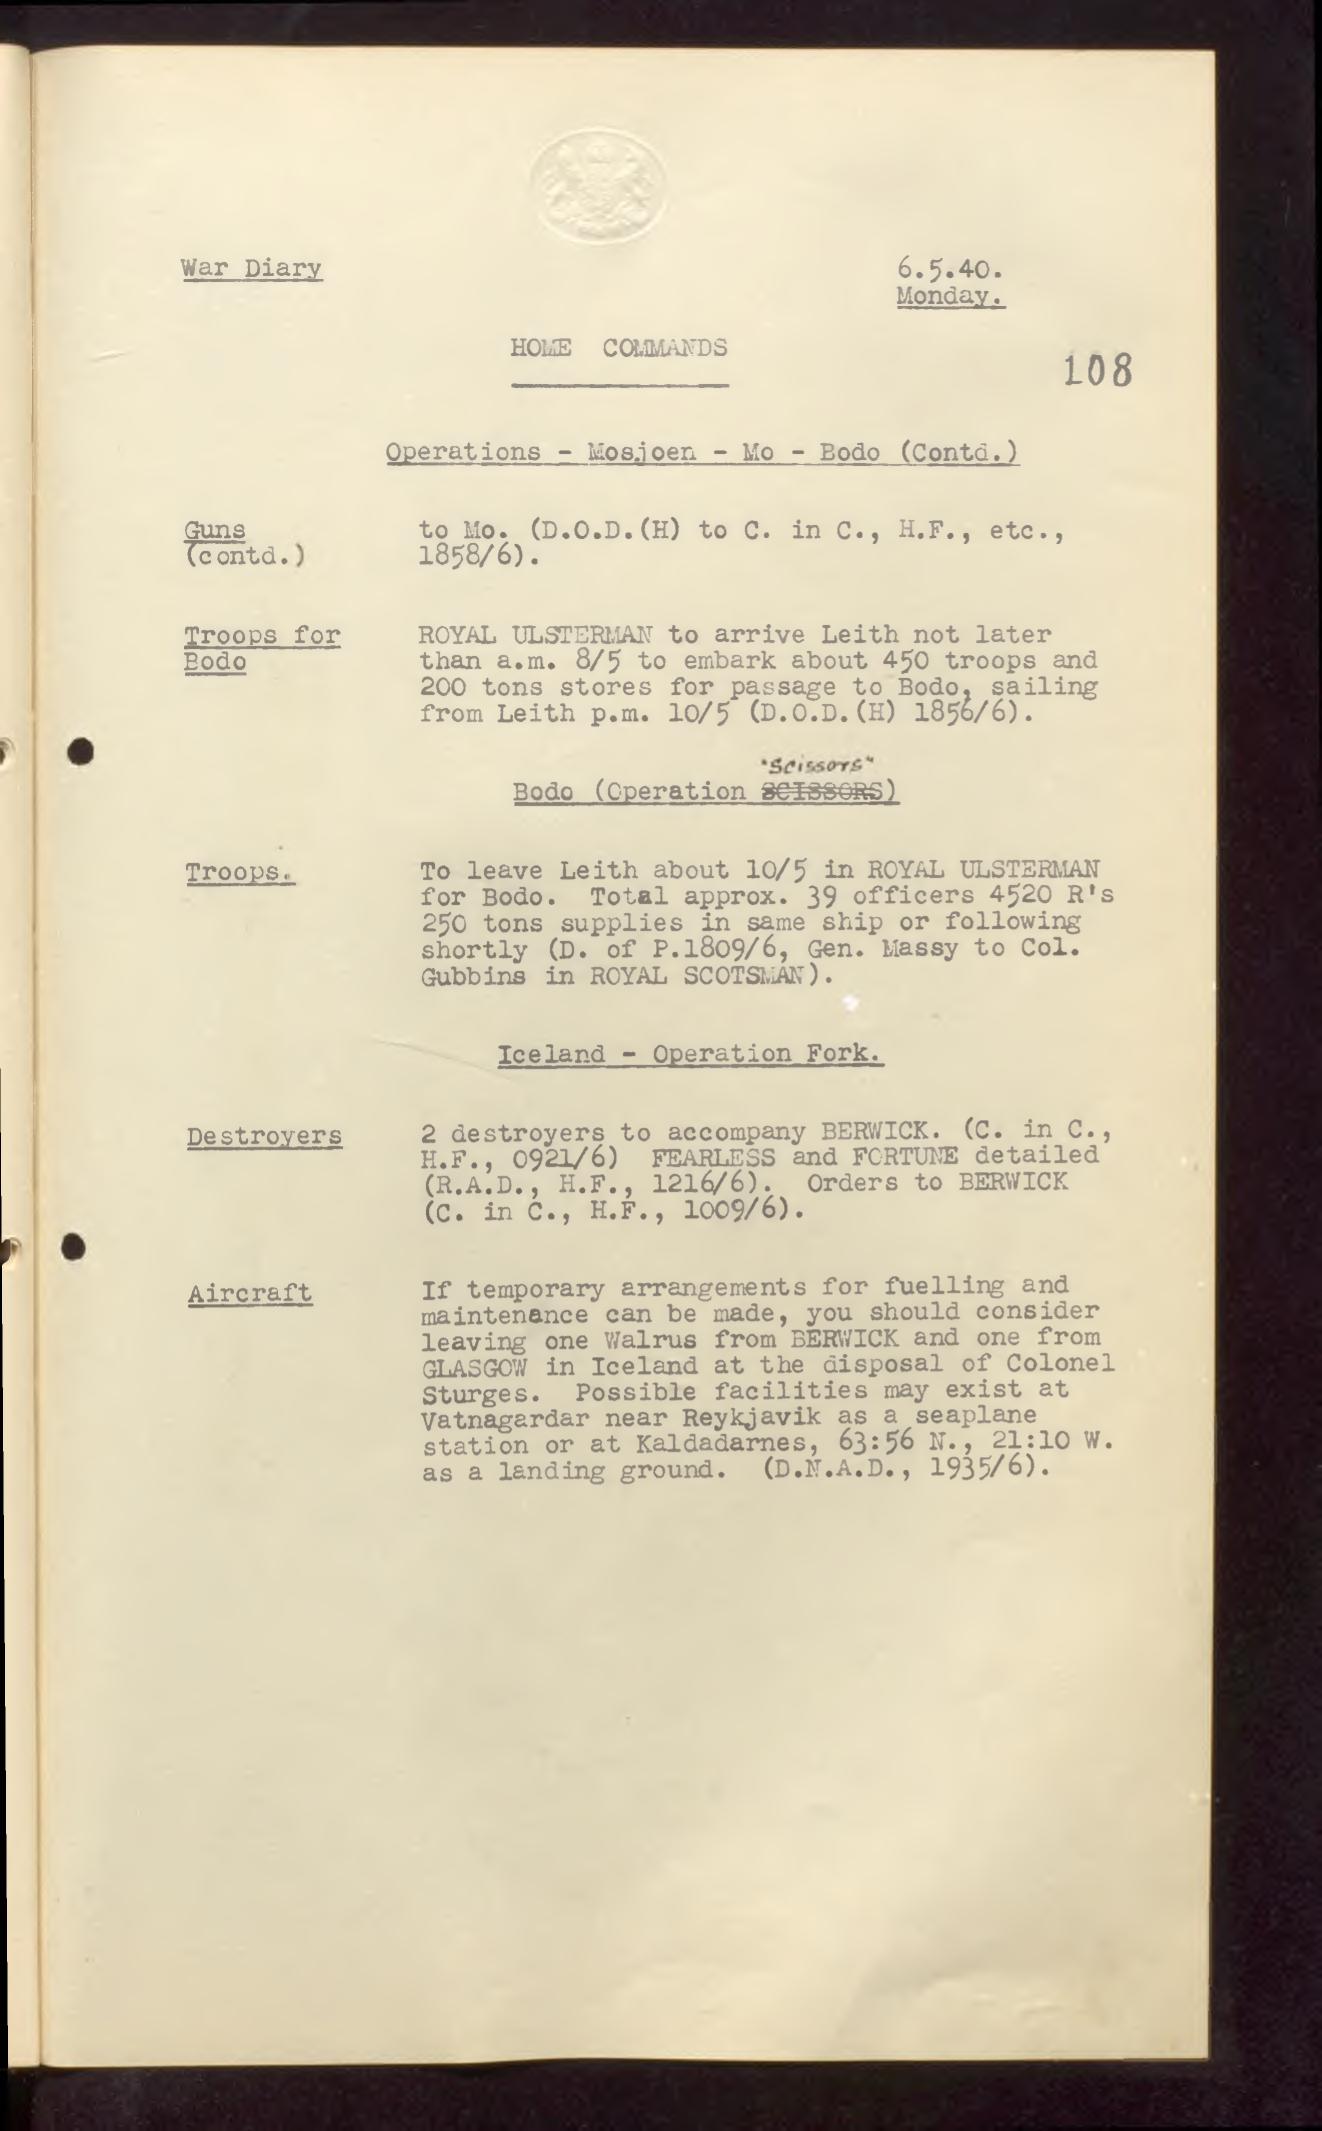 War Diary
6.5.40.
Monday.
HOME COMMANDS
108
Operations - Mosjoen - Mo - Bodo (Contd.)
Guns
(contd.)
to Mo. (D.O.D.(H) to C. in C., H.F., etc.,
1858/6).
Troops for
Bodo
ROYAL ULSTERMAN to arrive Leith not later
than a.m. 8/5 to embark about 450 troops and
200 tons stores for passage to Bodo, sailing
from Leith p.m. 10/5 (D.O.D.(H) 1856/6).
"Scissors"
Bodo (Operation SCISSORS)
Troops.
To leave Leith about 10/5 in ROYAL ULSTERMAN
for Bodo. Total approx. 39 officers 4520 R's
250 tons supplies in same ship or following
shortly (D. of P.1809/6, Gen. Massy to Col.
Gubbins in ROYAL SCOTSMAN).
Iceland - Operation Fork.
Destroyers
2 destroyers to accompany BERWICK. (C. in C.,
H.F., 0921/6) FEARLESS and FORTUNE detailed
(R.A.D., H.F., 1216/6). Orders to BERWICK
(C. in C., H.F., 1009/6).
Aircraft
If temporary arrangements for fuelling and
maintenance can be made, you should consider
leaving one Walrus from BERWICK and one from
GLASGOW in Iceland at the disposal of Colonel
Sturges. Possible facilities may exist at
Vatnagardar near Reykjavik as a seaplane
station or at Kaldadarnes, 63:56 N., 21:10 W.
as a landing ground. (D.N.A.D., 1935/6).